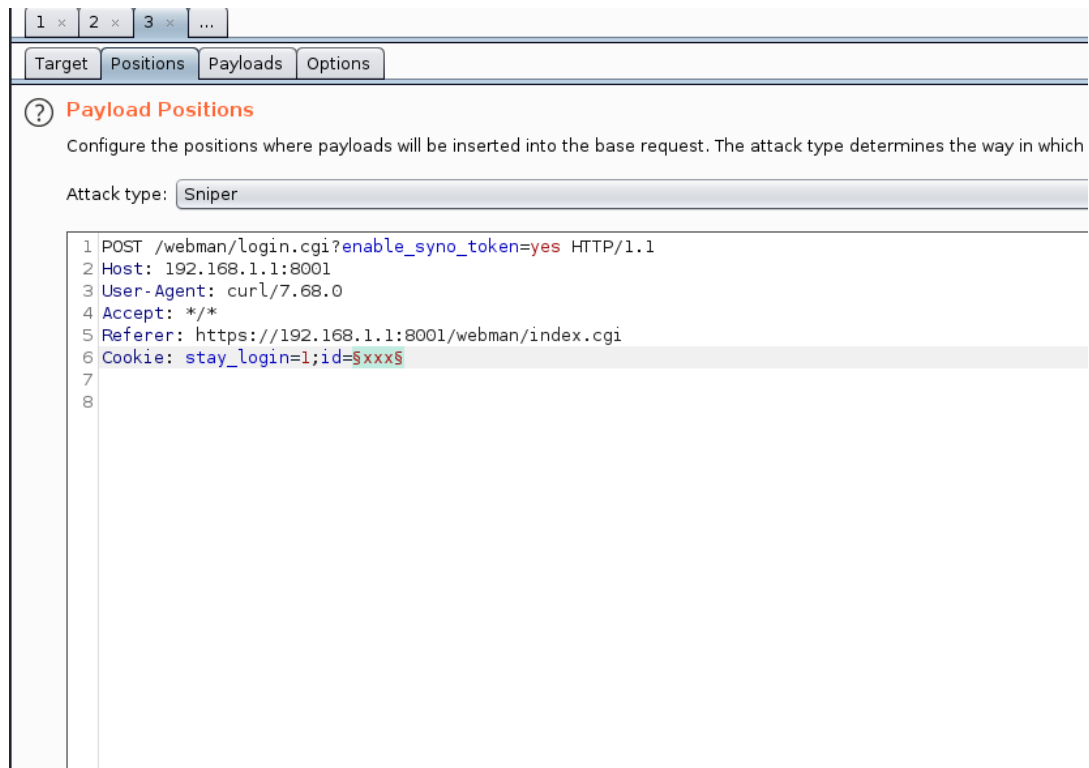 1 × 2 × 3 × ...
Target Positions Payloads Options
? Payload Positions
Configure the positions where payloads will be inserted into the base request. The attack type determines the way in which
Attack type: Sniper
1 POST /webman/login.cgi?enable_syno_token=yes HTTP/1.1
2 Host: 192.168.1.1:8001
3 User-Agent: curl/7.68.0
4 Accept: */*
5 Referer: https://192.168.1.1:8001/webman/index.cgi
6 Cookie: stay_login=1;id=§xxx§
7
8